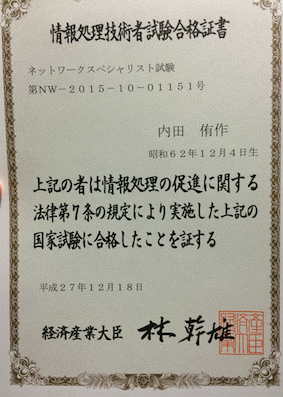 情報処理技術者試験合格証書
ネットワークスペシャリスト試験
第NW-2015-10-01151号
内田 侑作
昭和62年12月4日生
上記の者は情報処理の促進に関する
法律第7条の規定により実施した上記の
国家試験に合格したことを証する
平成27年12月18日
経済産業大臣 林 幹雄